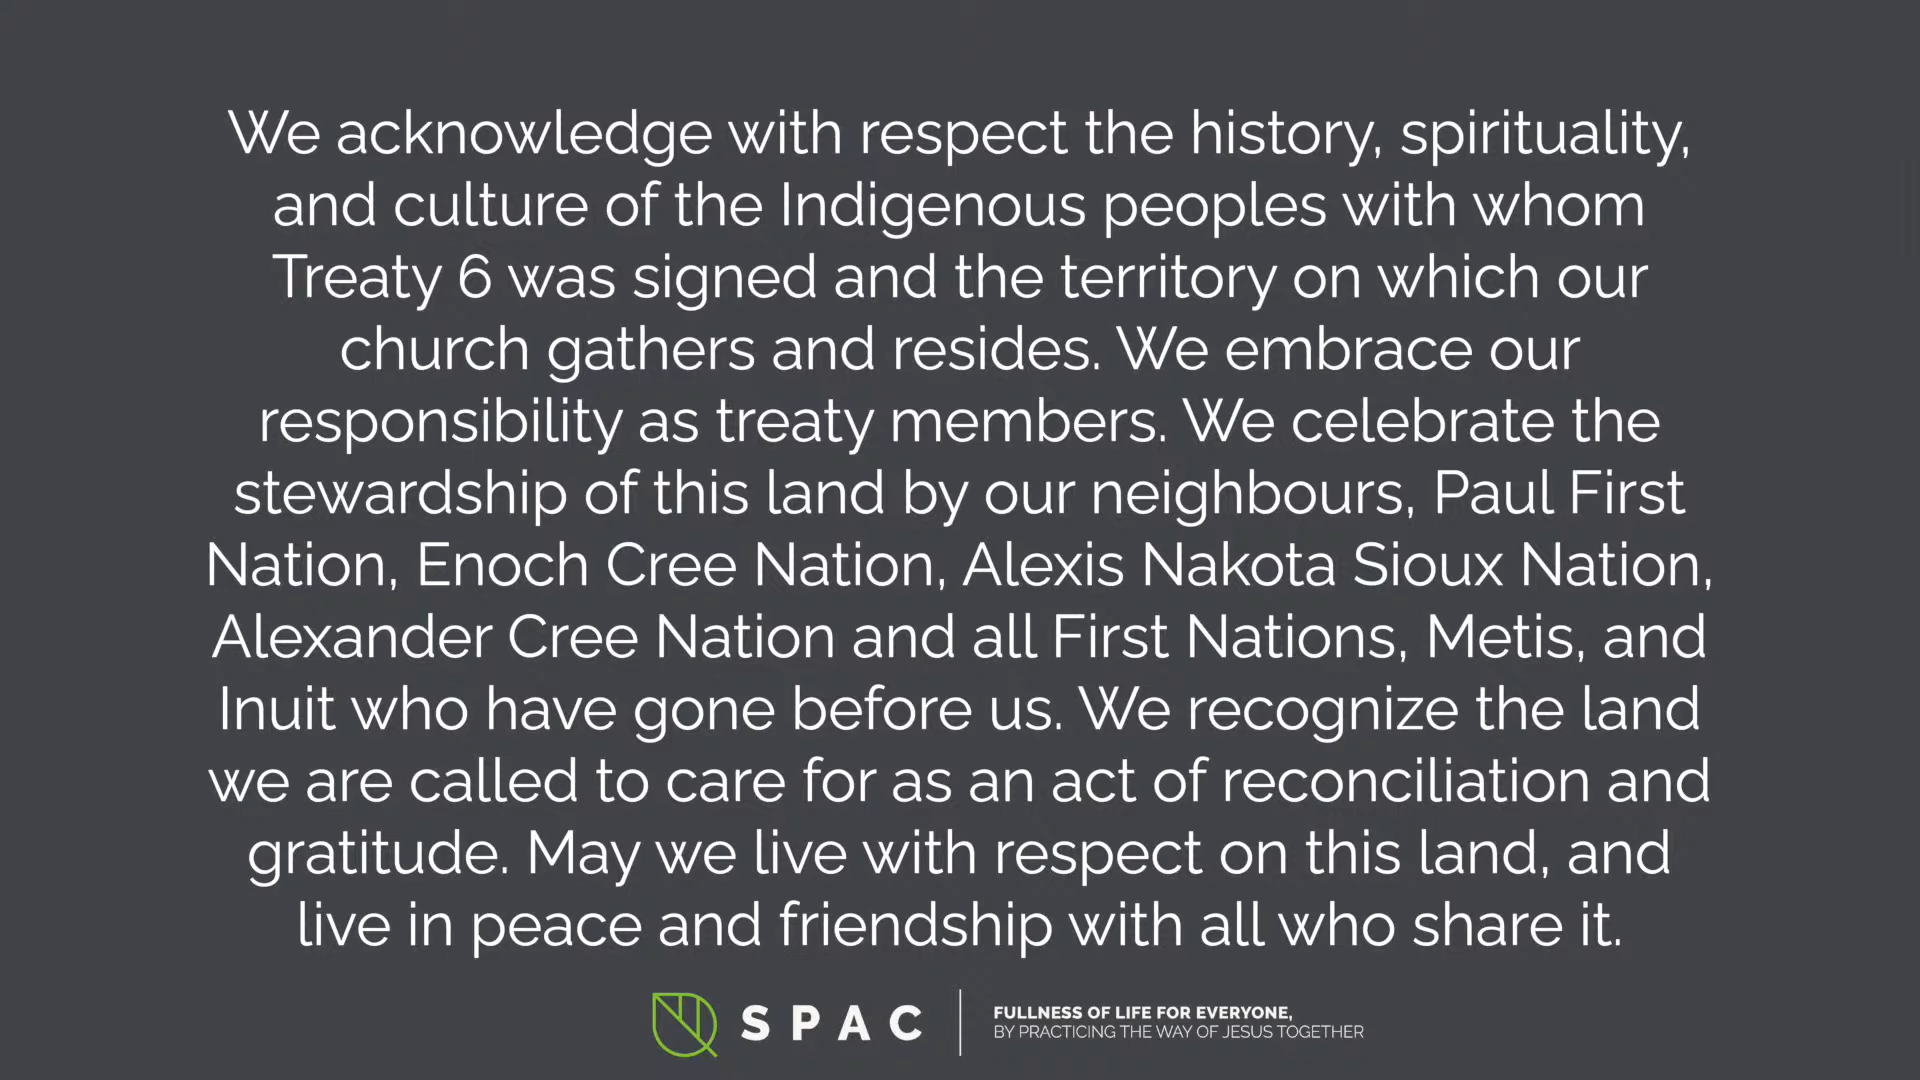 We acknowledge with respect the history, spirituality,
and culture of the Indigenous peoples with whom
Treaty 6 was signed and the territory on which our
church gathers and resides. We embrace our
responsibility as treaty members. We celebrate the
stewardship of this land by our neighbours, Paul First
Nation, Enoch Cree Nation, Alexis Nakota Sioux Nation,
Alexander Cree Nation and all First Nations, Metis, and
Inuit who have gone before us. We recognize the land
we are called to care for as an act of reconciliation and
gratitude. May we live with respect on this land, and
live in peace and friendship with all who share it.
SPAC
FULLNESS OF LIFE FOR EVERYONE,
BY PRACTICING THE WAY OF JESUS TOGETHER